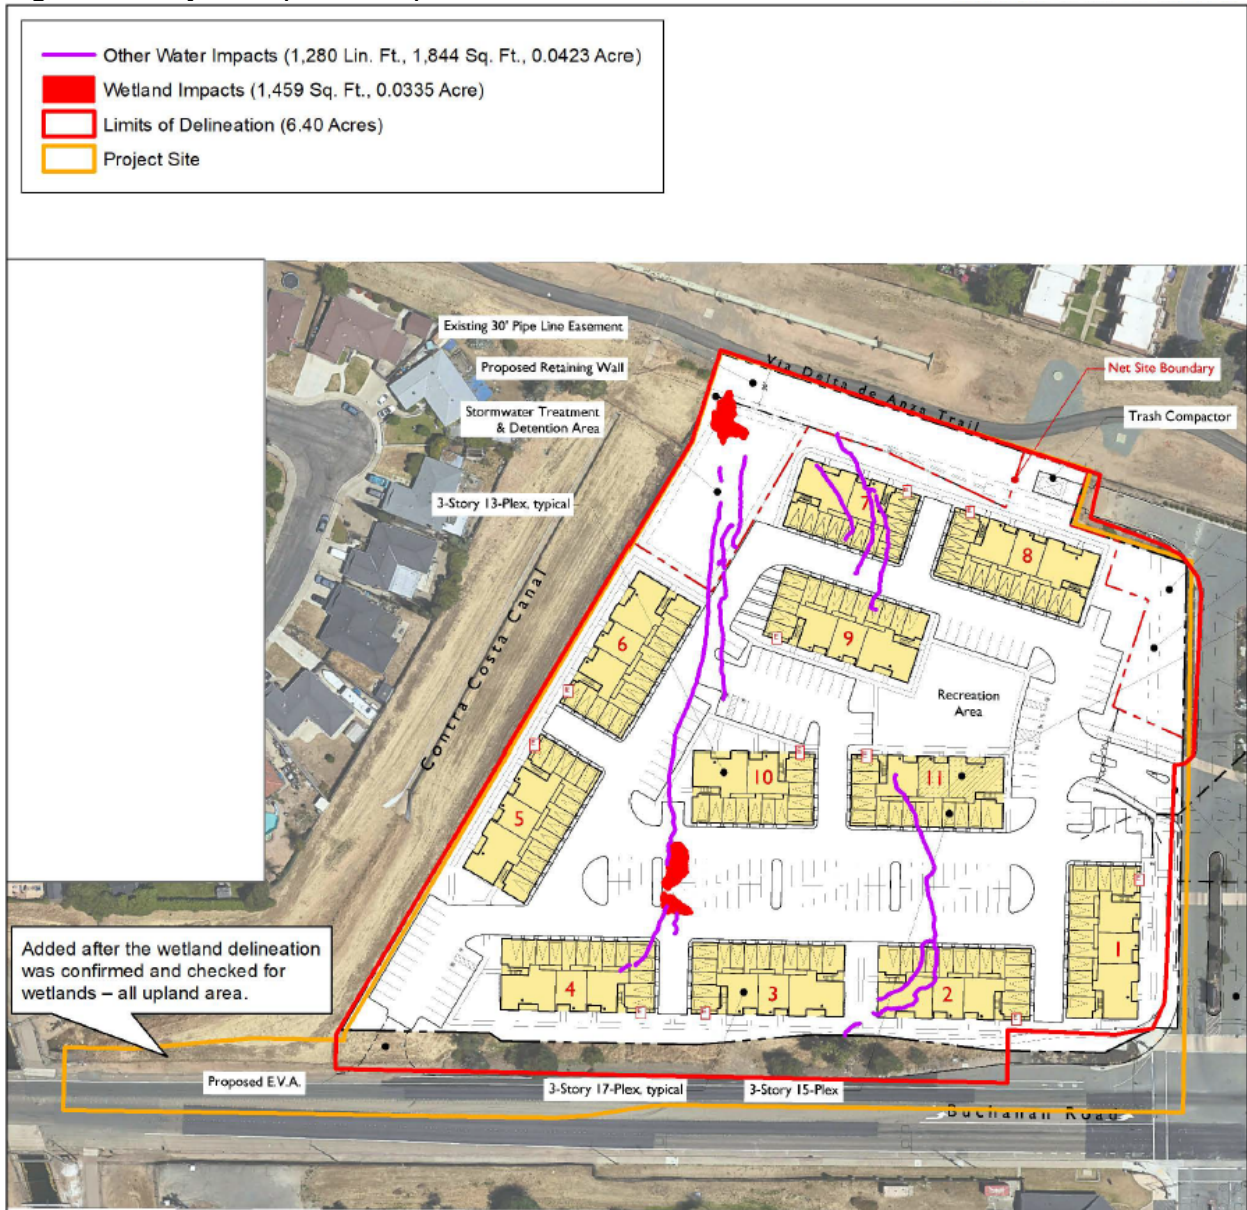 Other Water Impacts (1,280 Lin. Ft., 1,844 Sq. Ft., 0.0423 Acre)
Wetland Impacts (1,459 Sq. Ft., 0.0335 Acre)
Limits of Delineation (6.40 Acres)
Project Site
Existing 30' Pipe Line Easement
Proposed Retaining Wall
Stormwater Treatment
& Detention Area
3-Story 13-Plex, typical
Via Delta de Anza Trail
Net Site Boundary
Trash Compactor
Contra Costa Canal
7
8
6
9
Recreation
Area
10
11
5
1
4
3
2
Added after the wetland delineation
was confirmed and checked for
wetlands – all upland area.
Proposed E.V.A.
3-Story 17-Plex, typical
3-Story 15-Plex
Buchanan Road